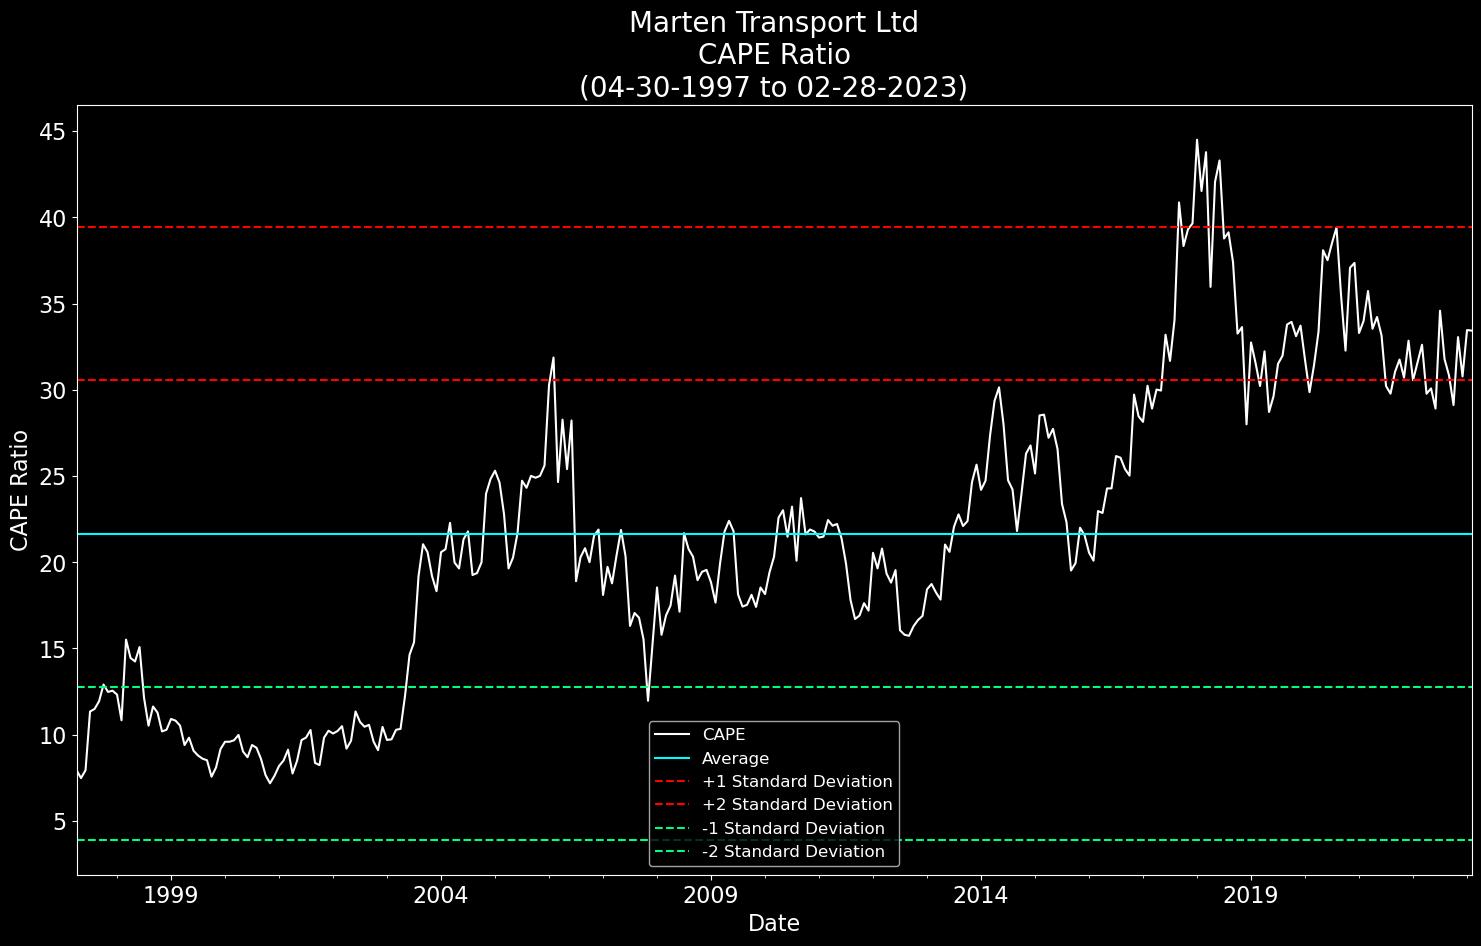 Marten Transport Ltd
CAPE Ratio
(04-30-1997 to 02-28-2023)
45
40
35
30
25
20
15
10
5
CAPE Ratio
CAPE
Average
+1 Standard Deviation
+2 Standard Deviation
-1 Standard Deviation
-2 Standard Deviation
1999
2004
2009
2014
2019
Date